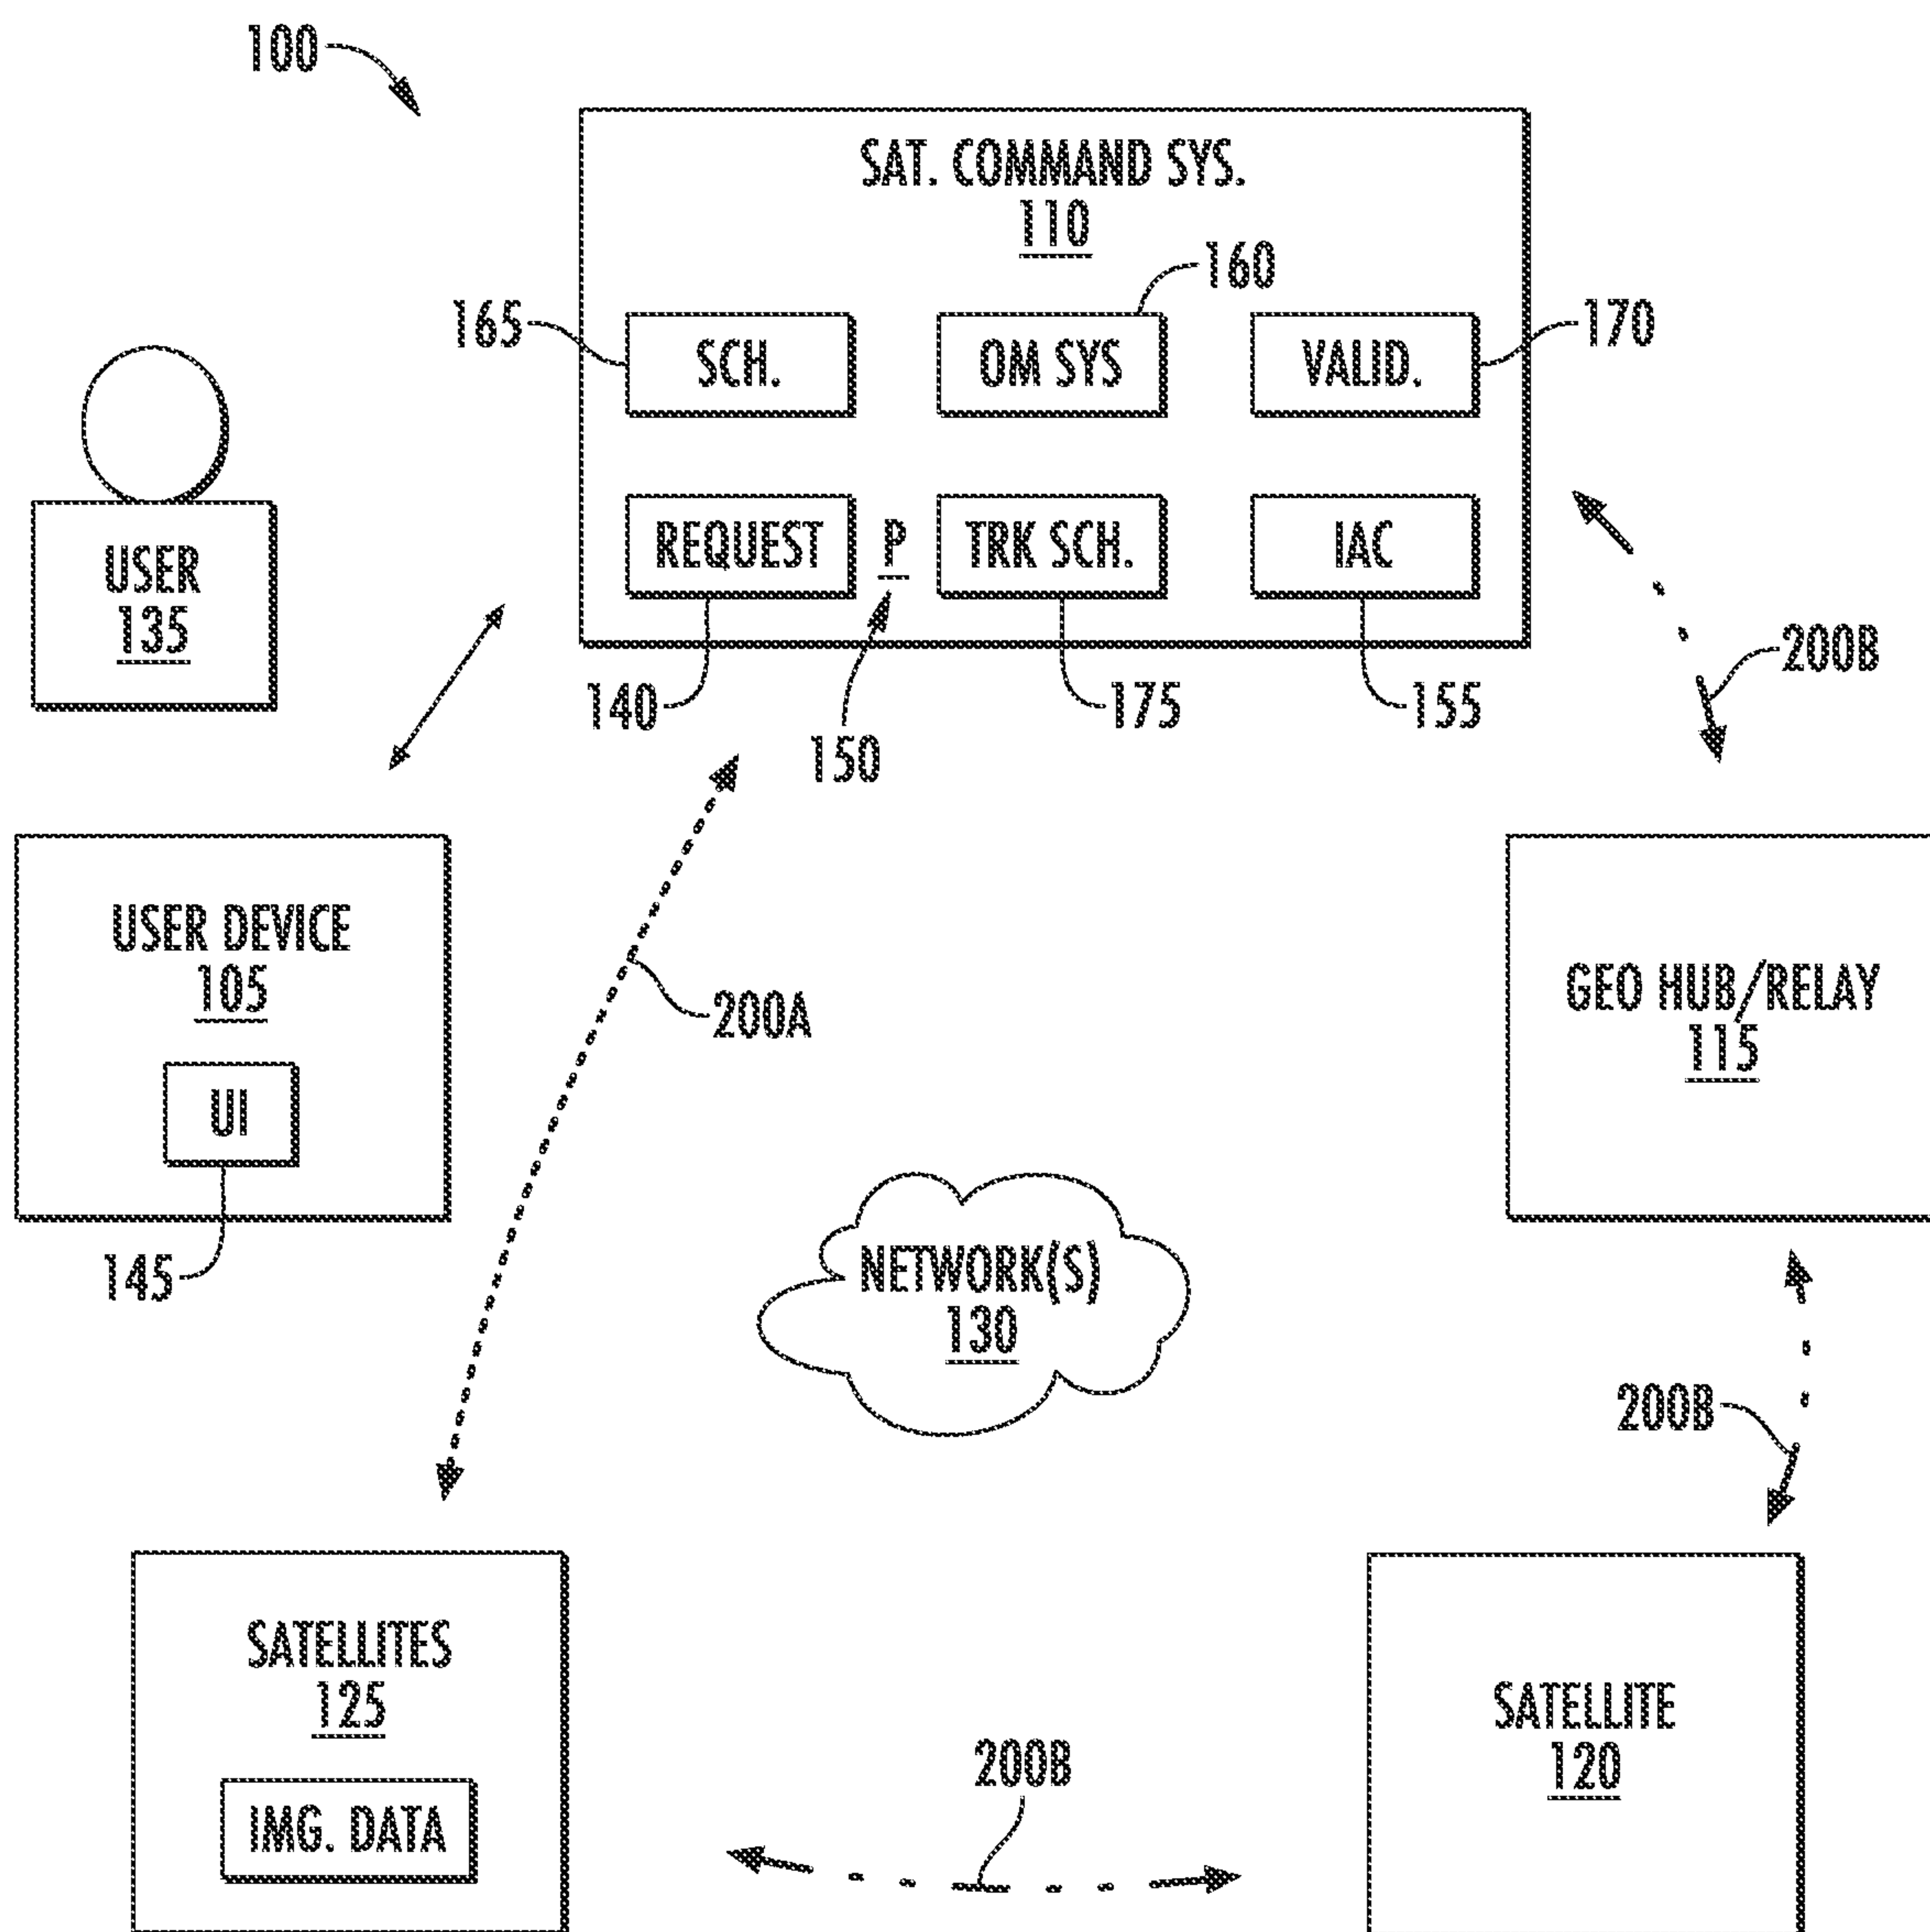 100
SAT. COMMAND SYS.
110
160
165
170
SCH.
OM SYS
VALID.
USER
135
REQUEST
P
TRK SCH.
IAC
140
150
175
155
200B
USER DEVICE
105
UI
145
200A
GEO HUB/RELAY
115
NETWORK(S)
130
200B
SATELLITES
125
IMG. DATA
200B
SATELLITE
120